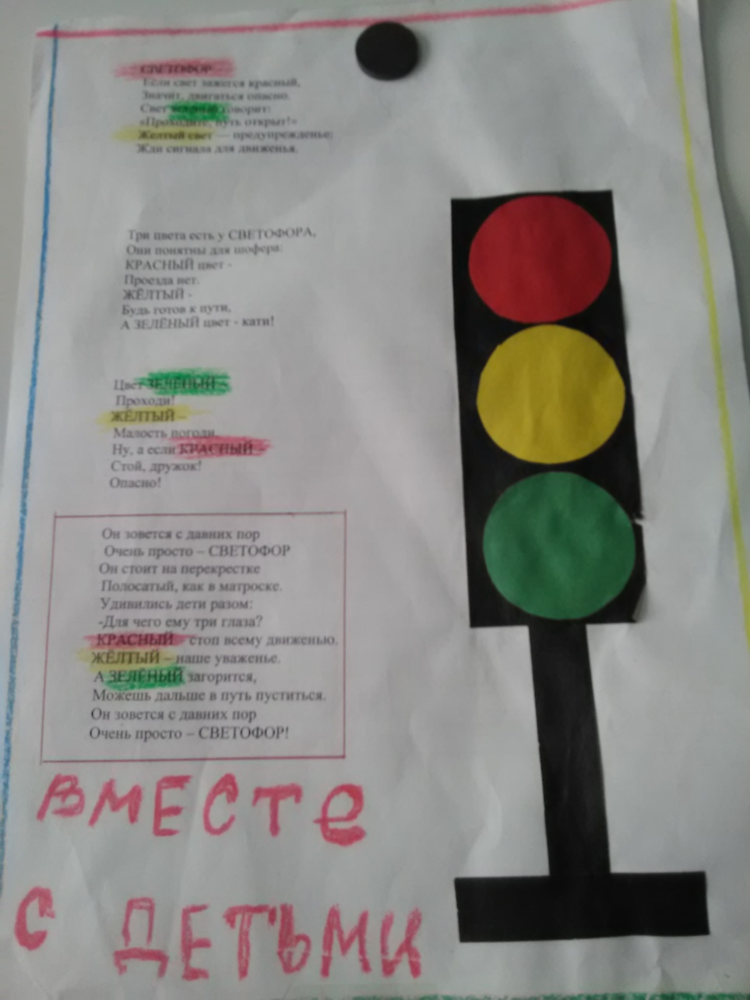 СВЕТОФОР
Если свет зажегся красный,
Значит, двигаться опасно.
Свет зеленый говорит:
«Проходите, путь открыт!»
Желтый свет — предупрежденье:
Жди сигнала для движенья.
Три цвета есть у СВЕТОФОРА,
Они понятны для шофера:
КРАСНЫЙ цвет -
Проезда нет.
ЖЁЛТЫЙ -
Будь готов к пути,
А ЗЕЛЁНЫЙ цвет - кати!
Цвет ЗЕЛЁНЫЙ –
Проходи!
ЖЁЛТЫЙ –
Малость погоди.
Ну, а если КРАСНЫЙ -
Стой, дружок!
Опасно!
Он зовется с давних пор
Очень просто – СВЕТОФОР
Он стоит на перекрестке
Полосатый, как в матроске.
Удивились дети разом:
-Для чего ему три глаза?
КРАСНЫЙ – стоп всему движенью.
ЖЁЛТЫЙ – наше уваженье.
А ЗЕЛЁНЫЙ загорится,
Можешь дальше в путь пуститься.
Он зовется с давних пор
Очень просто – СВЕТОФОР!
ВМЕСТе
С ДЕТЬМИ